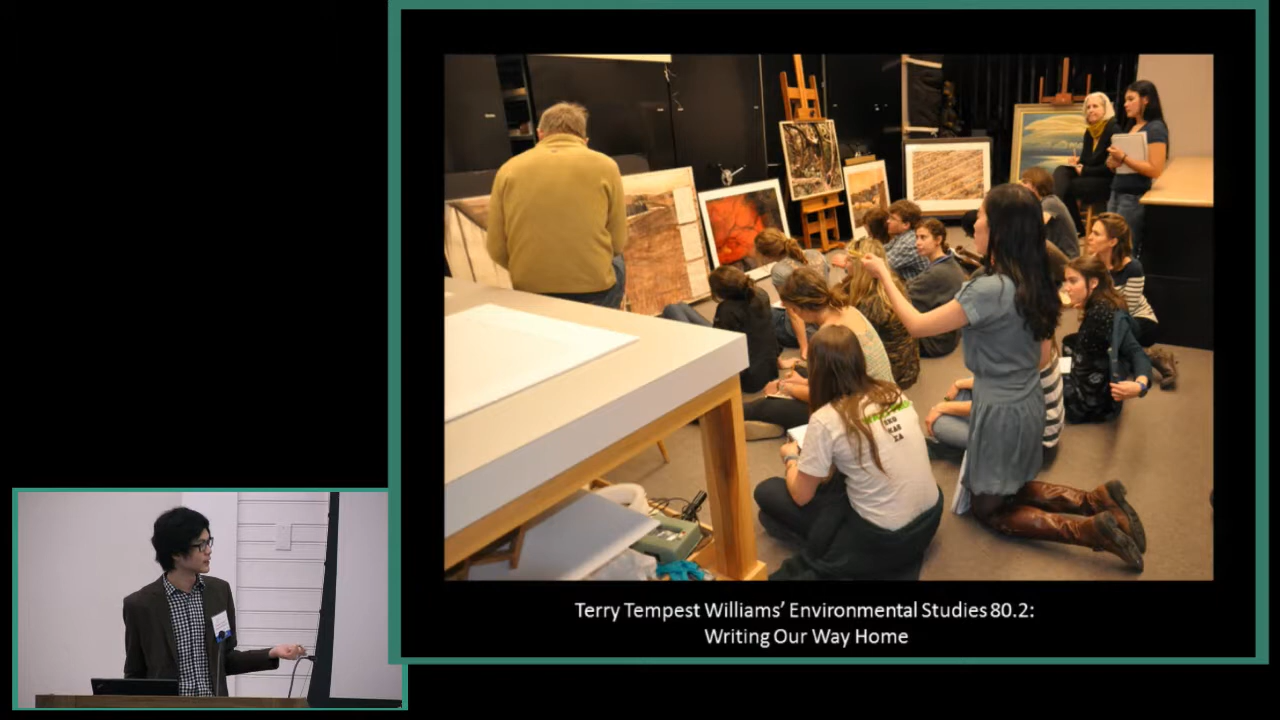 Terry Tempest Williams' Environmental Studies 80.2:
Writing Our Way Home